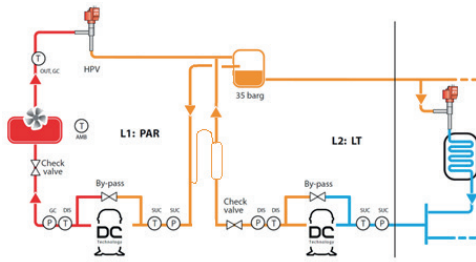 T
OUT, GC
HPV
35 barg
T
AMB
L1: PAR
L2: LT
Check
valve
By-pass
GC DIS
P T
SUC SUC
T P
DC
Technology
Check
valve
By-pass
DIS DIS
P T
SUC SUC
T P
DC
Technology